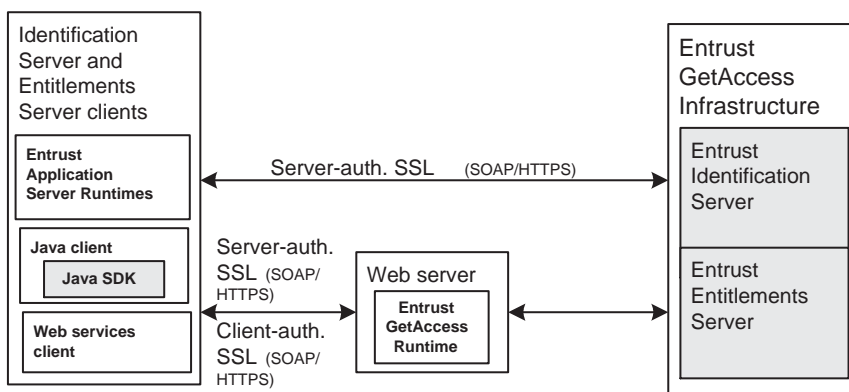 Identification
Server and
Entitlements
Server clients
Entrust
Application
Server Runtimes
Java client
Java SDK
Web services
client
Server-auth. SSL (SOAP/HTTPS)
Server-auth.
SSL (SOAP/
HTTPS)
Client-auth.
SSL (SOAP/
HTTPS)
Web server
Entrust
GetAccess
Runtime
Entrust
GetAccess
Infrastructure
Entrust
Identification
Server
Entrust
Entitlements
Server